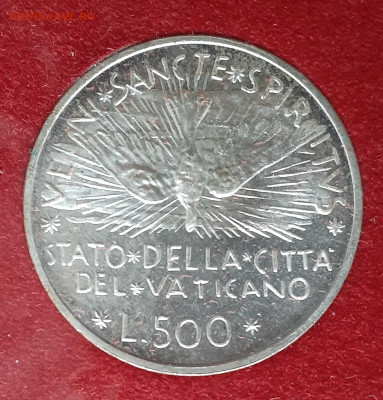 *VENI*SANCTE*SPIRITVS*
STATO*DELLA*CITTA
DEL*VATICANO
*L.500*